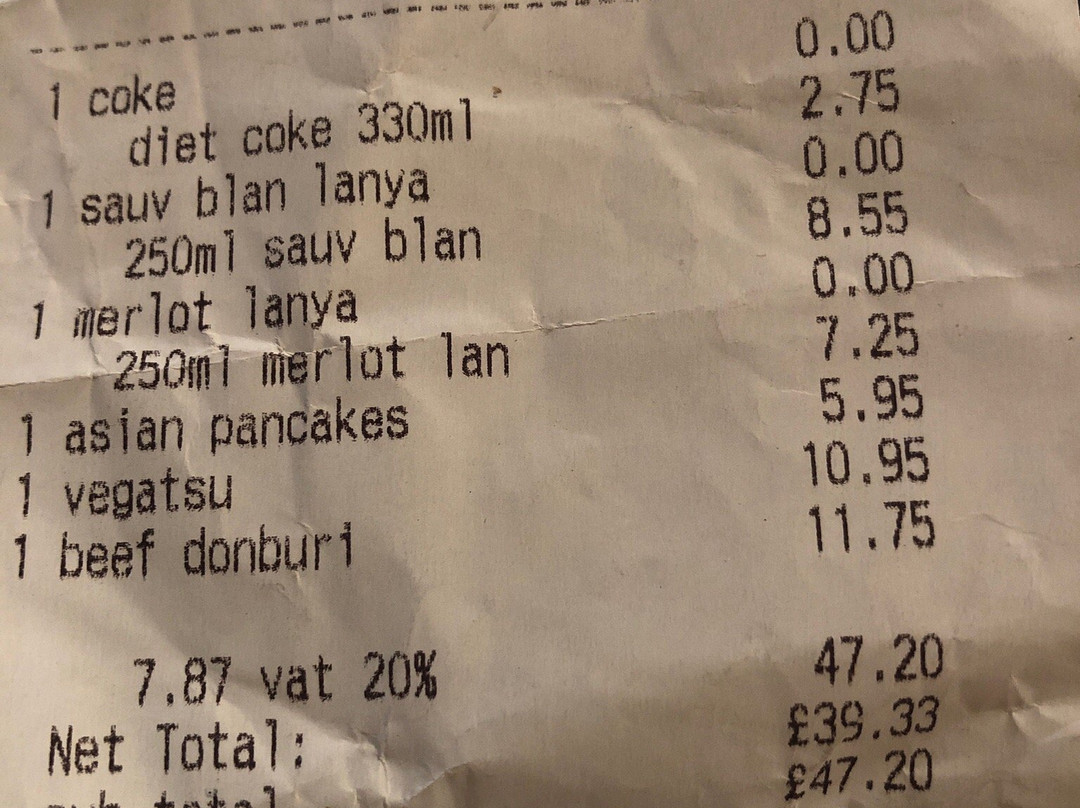 1 coke 0.00
diet coke 330ml 2.75
1 sauv blan lanya 0.00
250ml sauv blan 8.55
1 merlot lanya 0.00
250ml merlot lan 7.25
1 asian pancakes 5.95
1 vegatsu 10.95
1 beef donburi 11.75
7.87 vat 20% 47.20
Net Total: £39.33
sub total £47.20